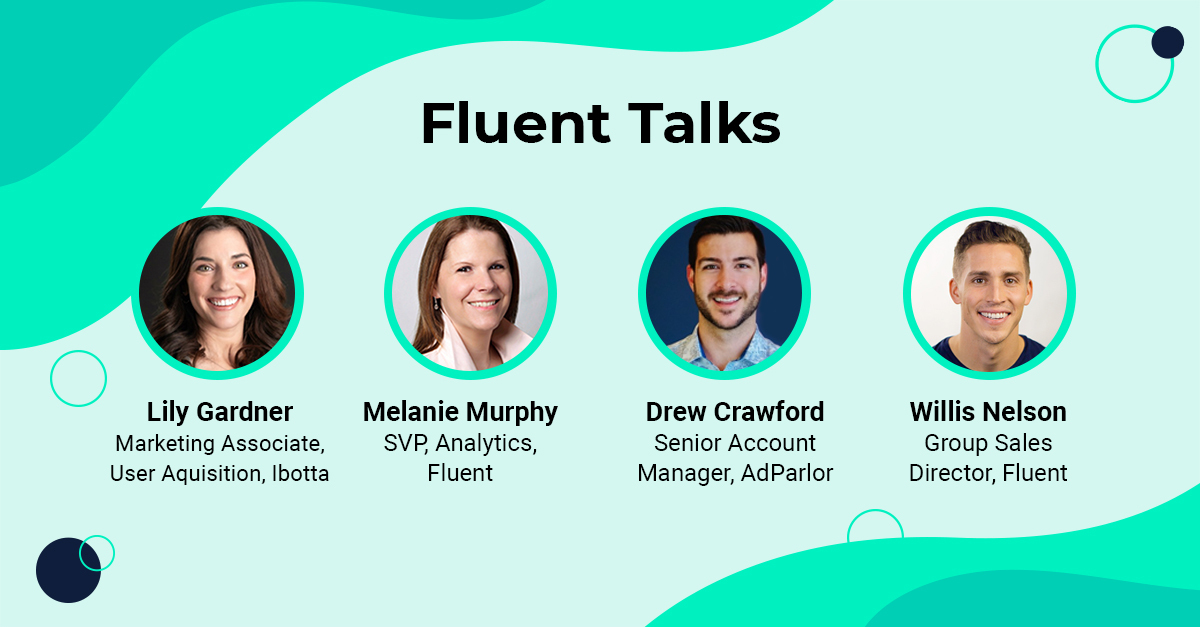 Fluent Talks
Lily Gardner
Marketing Associate,
User Aquisition, Ibotta
Melanie Murphy
SVP, Analytics,
Fluent
Drew Crawford
Senior Account
Manager, AdParlor
Willis Nelson
Group Sales
Director, Fluent